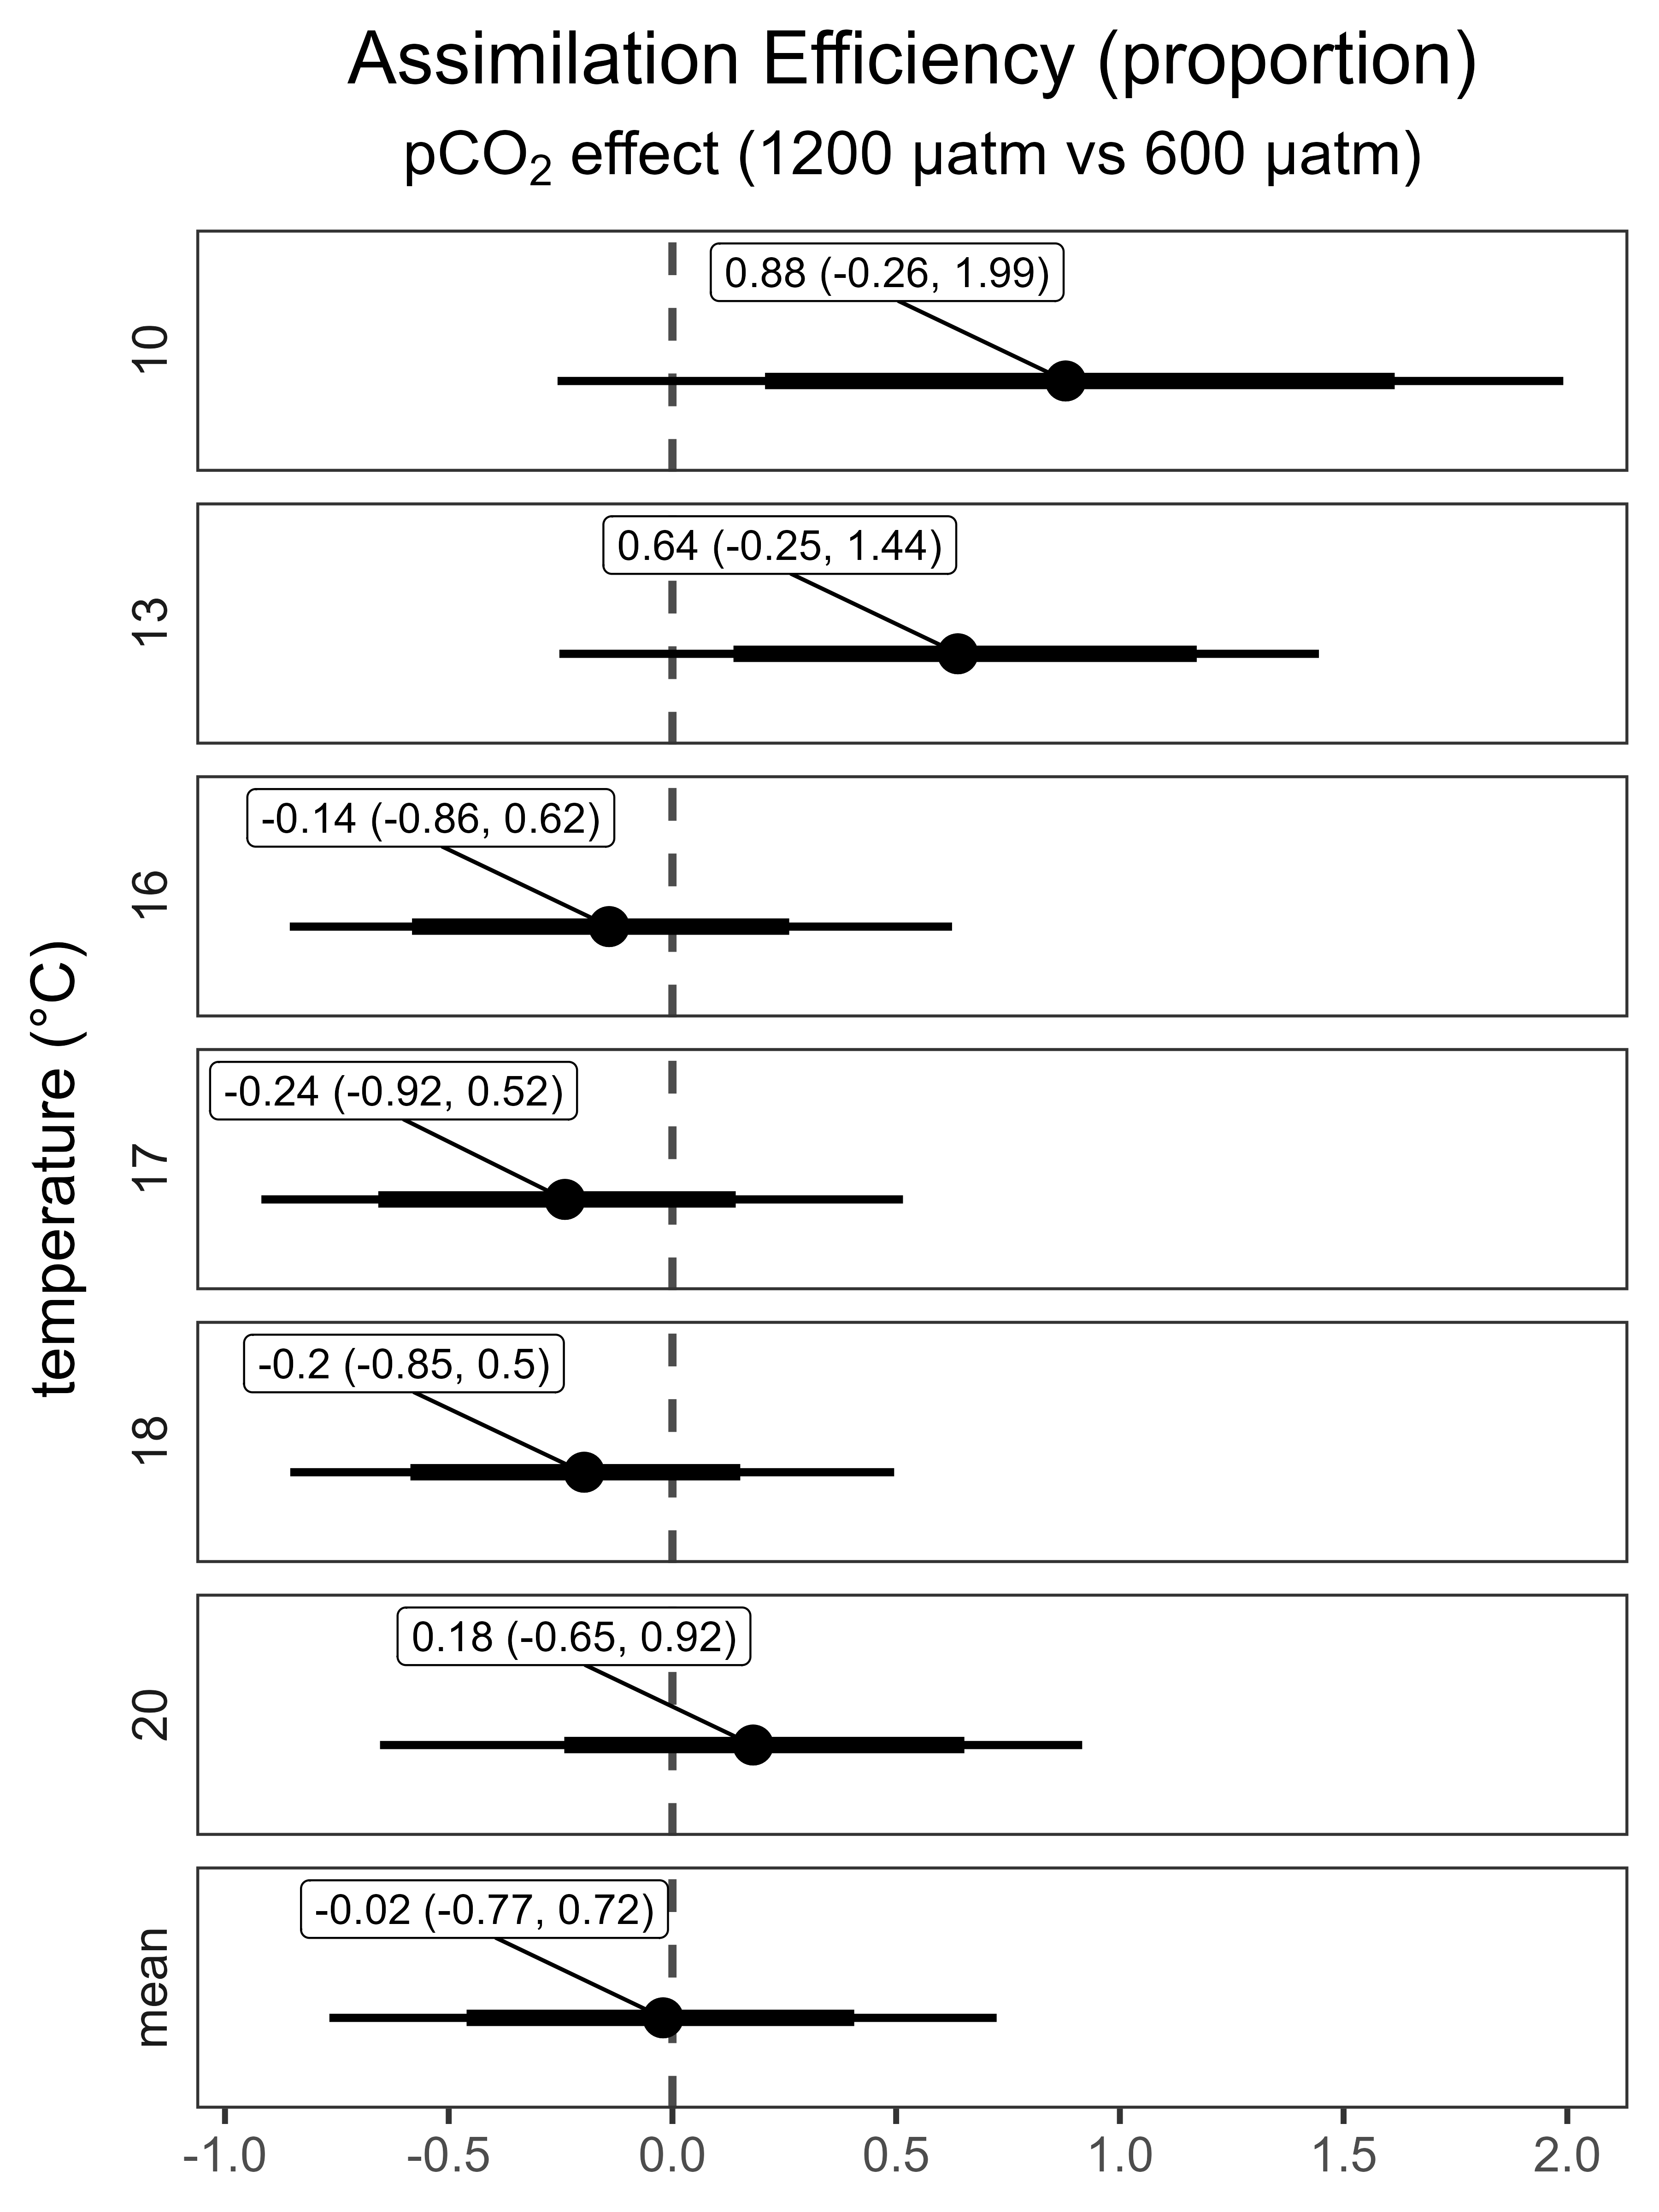 Assimilation Efficiency (proportion)
pCO₂ effect (1200 µatm vs 600 µatm)
temperature (°C)
10
0.88 (-0.26, 1.99)
13
0.64 (-0.25, 1.44)
16
-0.14 (-0.86, 0.62)
17
-0.24 (-0.92, 0.52)
18
-0.2 (-0.85, 0.5)
20
0.18 (-0.65, 0.92)
mean
-0.02 (-0.77, 0.72)
-1.0 -0.5 0.0 0.5 1.0 1.5 2.0